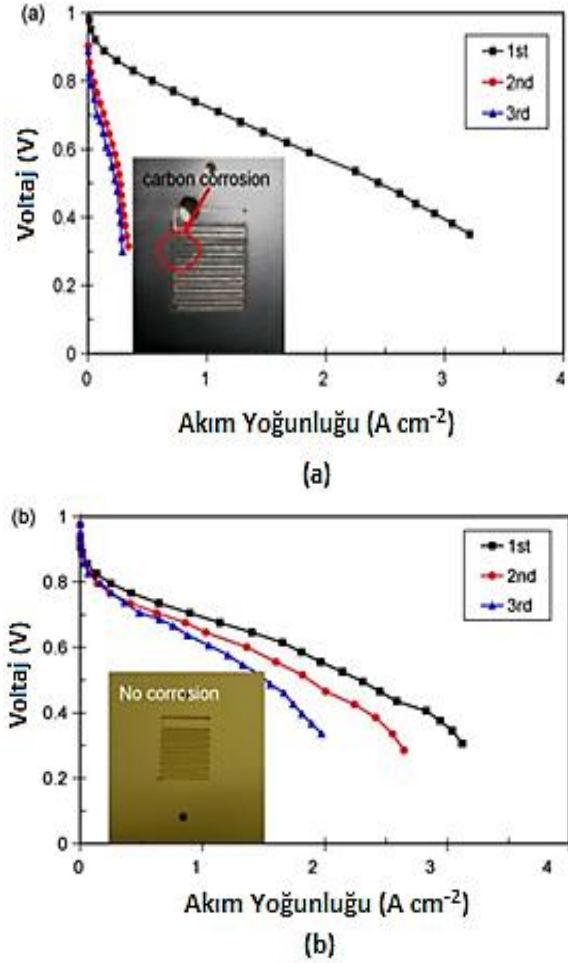 (a)
1
0.8
0.6
0.4
0.2
0
0
1
2
3
4
Voltaj (V)
1st
2nd
3rd
carbon corrosion
Akım Yoğunluğu (A cm⁻²)
(a)
(b)
1
0.8
0.6
0.4
0.2
0
0
1
2
3
4
Voltaj (V)
1st
2nd
3rd
No corrosion
Akım Yoğunluğu (A cm⁻²)
(b)